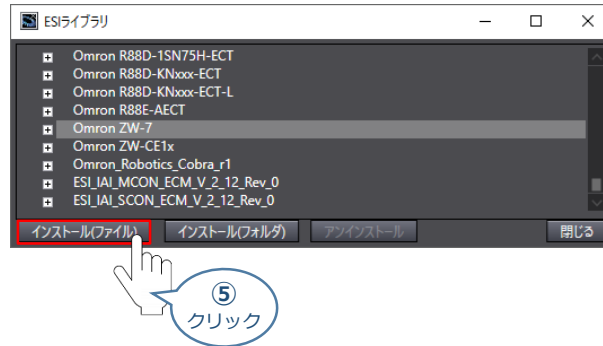 ESIライブラリ
Omron R88D-1SN75H-ECT
Omron R88D-KNxxx-ECT
Omron R88D-KNxxx-ECT-L
Omron R88E-AECT
Omron ZW-7
Omron ZW-CE1x
Omron_Robotics_Cobra_r1
ESI_IAI_MCON_ECM_V_2_12_Rev_0
ESI_IAI_SCON_ECM_V_2_12_Rev_0
インストール(ファイル) インストール(フォルダ) アンインストール 閉じる
⑤
クリック